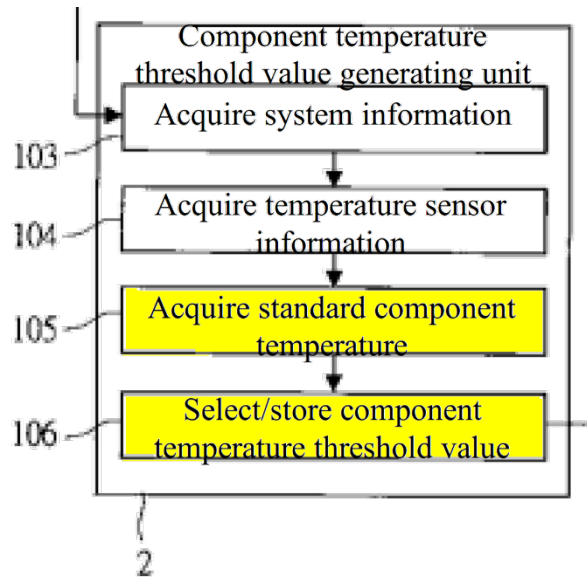 Component temperature
threshold value generating unit
Acquire system information
103
Acquire temperature sensor
information
104
Acquire standard component
temperature
105
Select/store component
temperature threshold value
106
2